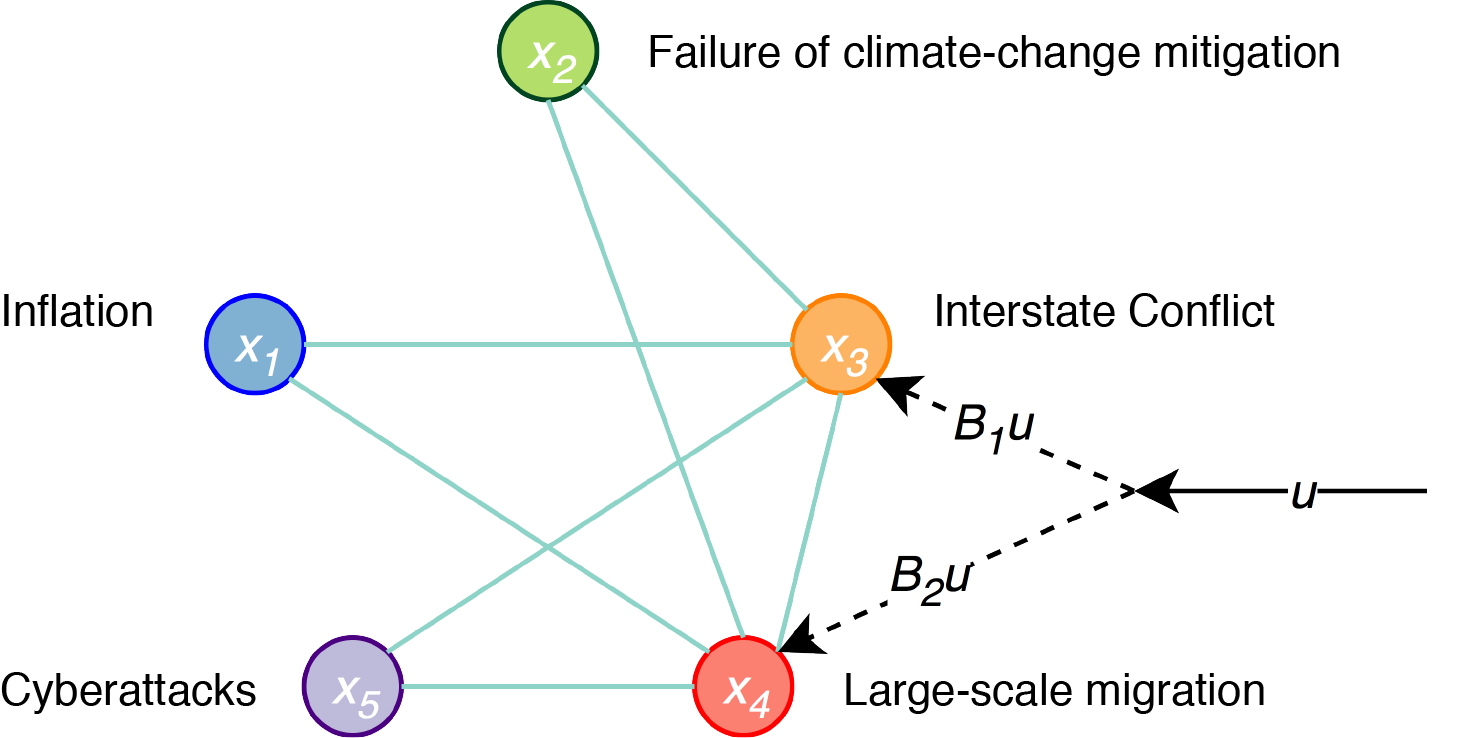 x2 Failure of climate-change mitigation
Inflation x1 x3 Interstate Conflict
B1u
u
B2u
Cyberattacks x5 x4 Large-scale migration